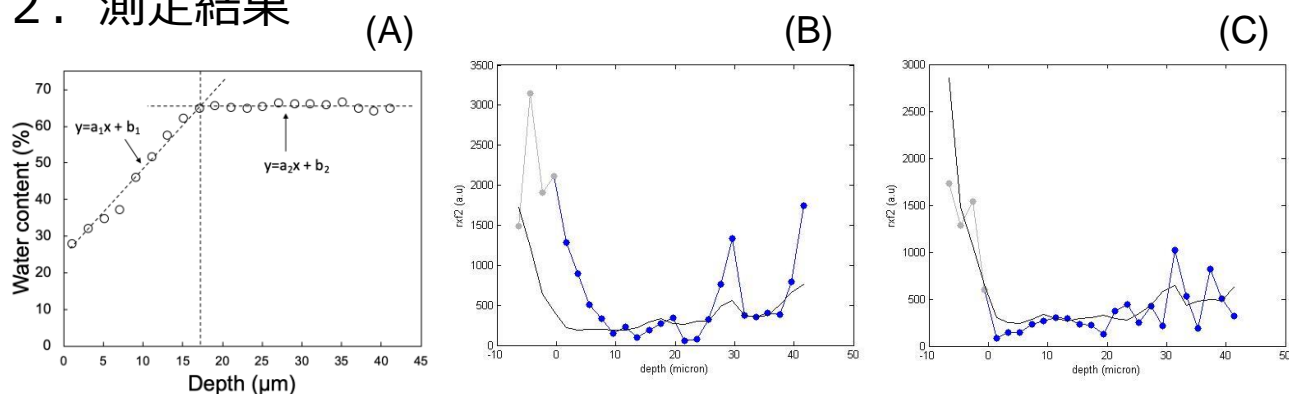 2．測定結果
(A)
(B)
(C)
70
60
50
40
30
20
10
0
0 5 10 15 20 25 30 35 40 45
Water content (%)
Depth (μm)
y=a₁x + b₁
y=a₂x + b₂
3500
3000
2500
2000
1500
1000
500
0
-10 0 10 20 30 40 50
rxf2 (a.u)
depth (micron)
3000
2500
2000
1500
1000
500
0
-10 0 10 20 30 40 50
rxf2 (a.u)
depth (micron)